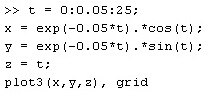 >> t = 0:0.05:25;
x = exp(-0.05*t).*cos(t);
y = exp(-0.05*t).*sin(t);
z = t;
plot3(x,y,z), grid